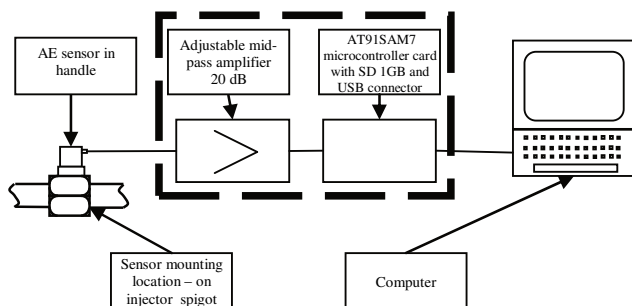 AE sensor in
handle
Adjustable mid-
pass amplifier
20 dB
AT91SAM7
microcontroller card
with SD 1GB and
USB connector
Sensor mounting
location – on
injector spigot
Computer